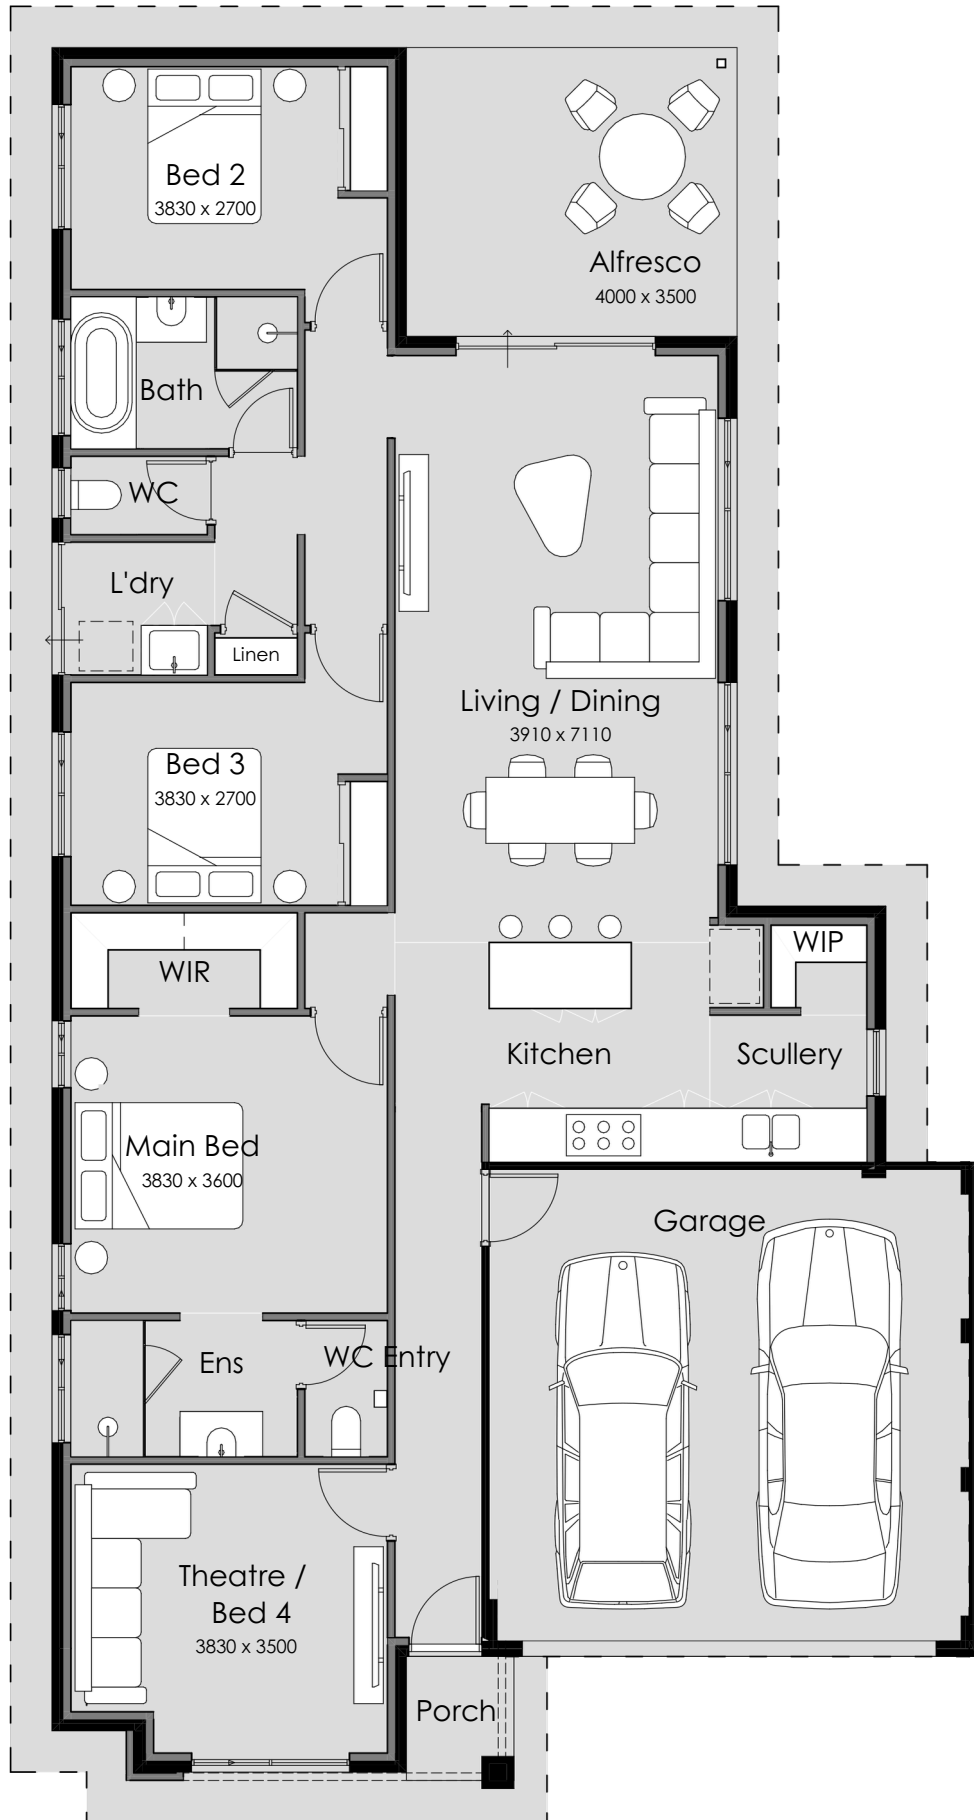 Bed 2
3830 x 2700
Alfresco
4000 x 3500
Bath
WC
L'dry
Linen
Living / Dining
3910 x 7110
Bed 3
3830 x 2700
WIR
WIP
Kitchen
Scullery
Main Bed
3830 x 3600
Garage
Ens
WC
Entry
Theatre /
Bed 4
3830 x 3500
Porch